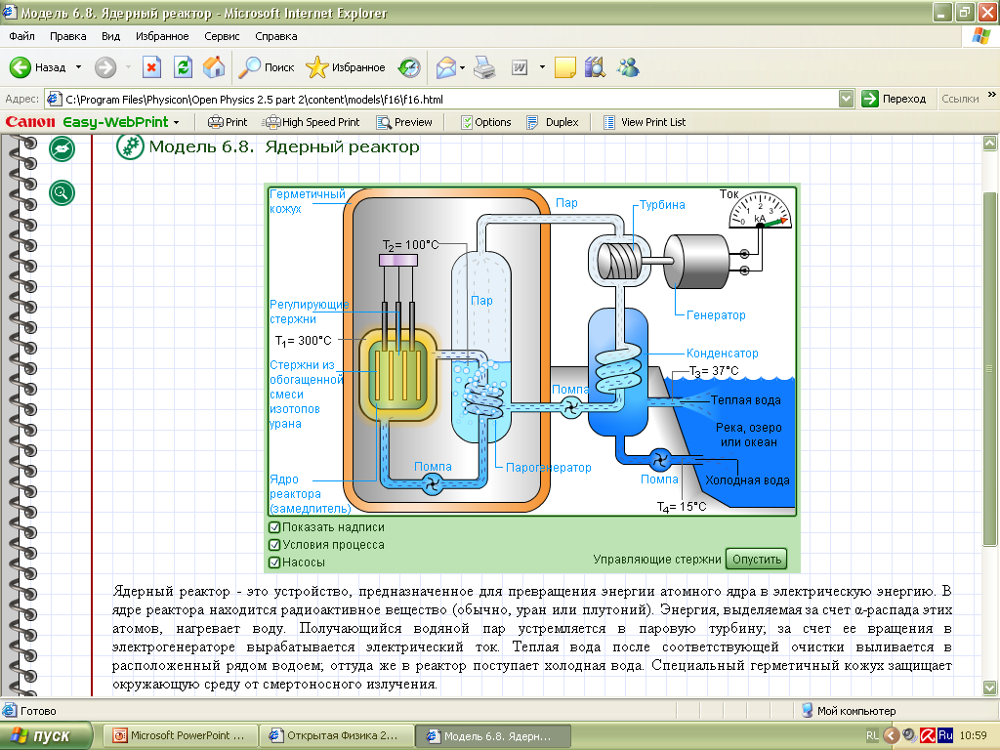 Модель 6.8. Ядерный реактор - Microsoft Internet Explorer
Файл Правка Вид Избранное Сервис Справка
Назад Поиск Избранное
Адрес: C:\Program Files\Physicon\Open Physics 2.5 part 2\content\models\f16\f16.html Переход Ссылки »
Canon Easy-WebPrint Print High Speed Print Preview Options Duplex View Print List
Модель 6.8. Ядерный реактор
Герметичный
кожух
Пар
Турбина
Ток
0 1 2 3
kA
T2= 100°C
Пар
Регулирующие
стержни
Генератор
T1= 300°C
Конденсатор
Стержни из
обогащенной
смеси
изотопов
урана
T3= 37°C
Помпа
Теплая вода
Река, озеро
или океан
Помпа
Парогенератор
Помпа
Холодная вода
Ядро
реактора
(замедлитель)
T4= 15°C
Показать надписи
Условия процесса
Насосы
Управляющие стержни Опустить
Ядерный реактор - это устройство, предназначенное для превращения энергии атомного ядра в электрическую энергию. В
ядре реактора находится радиоактивное вещество (обычно, уран или плутоний). Энергия, выделяемая за счет α-распада этих
атомов, нагревает воду. Получающийся водяной пар устремляется в паровую турбину; за счет ее вращения в
электрогенераторе вырабатывается электрический ток. Теплая вода после соответствующей очистки выливается в
расположенный рядом водоем; оттуда же в реактор поступает холодная вода. Специальный герметичный кожух защищает
окружающую среду от смертоносного излучения.
Готово Мой компьютер
пуск Microsoft PowerPoint ... Открытая Физика 2... Модель 6.8. Ядерн... RL Ru 10:59